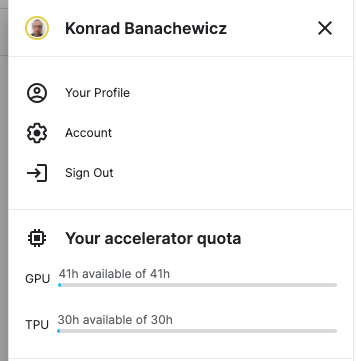 Konrad Banachewicz
Your Profile
Account
Sign Out
Your accelerator quota
GPU 41h available of 41h
TPU 30h available of 30h